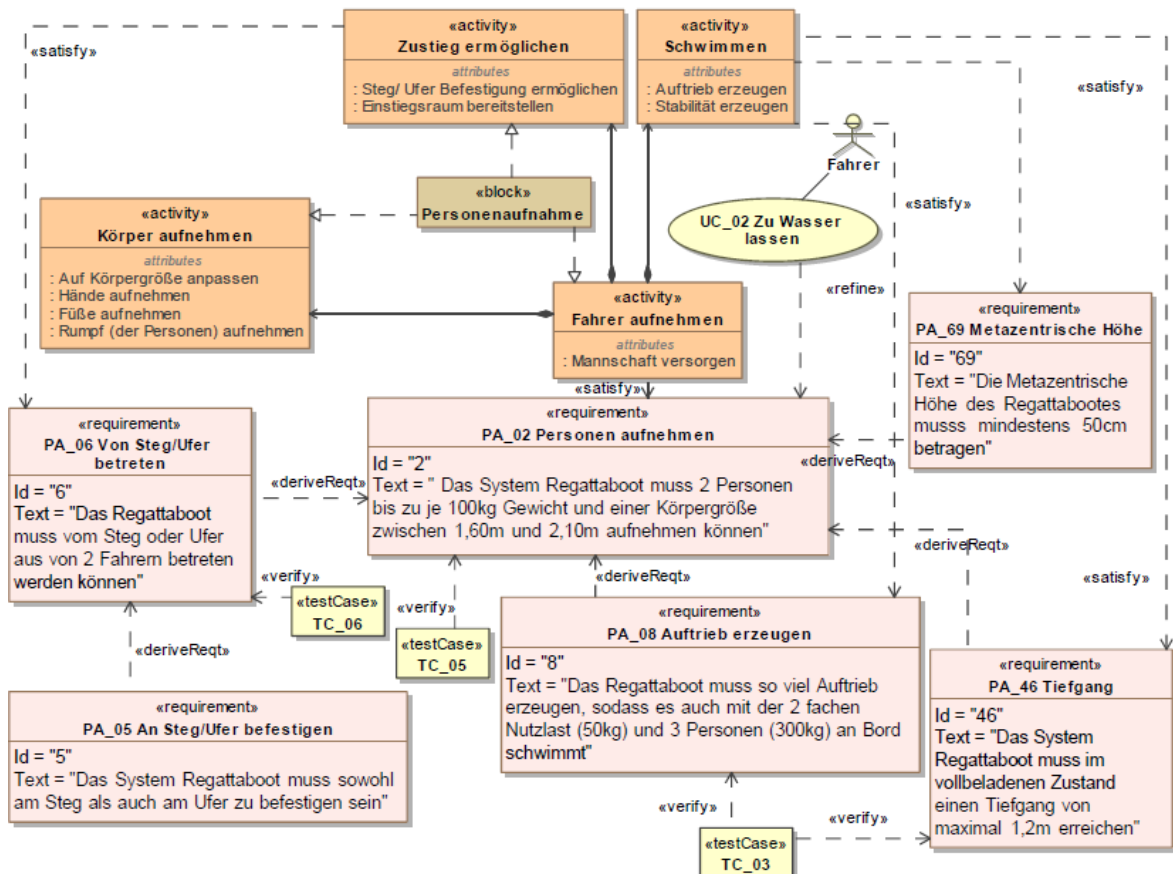 «activity»
Zustieg ermöglichen
attributes
: Steg/ Ufer Befestigung ermöglichen
: Einstiegsraum bereitstellen
«activity»
Schwimmen
attributes
: Auftrieb erzeugen
: Stabilität erzeugen
«satisfy»
«satisfy»
Fahrer
«block»
Personenaufnahme
«activity»
Körper aufnehmen
attributes
: Auf Körpergröße anpassen
: Hände aufnehmen
: Füße aufnehmen
: Rumpf (der Personen) aufnehmen
UC_02 Zu Wasser
lassen
«satisfy»
«refine»
«activity»
Fahrer aufnehmen
attributes
: Mannschaft versorgen
«satisfy»
«requirement»
PA_69 Metazentrische Höhe
Id = "69"
Text = "Die Metazentrische
Höhe des Regattabootes
musss mindestens 50cm
betragen"
«requirement»
PA_06 Von Steg/Ufer
betreten
Id = "6"
Text = "Das Regattaboot
muss vom Steg oder Ufer
aus von 2 Fahrern betreten
werden können"
«deriveReqt»
«requirement»
PA_02 Personen aufnehmen
Id = "2"
Text = " Das System Regattaboot muss 2 Personen
bis zu je 100kg Gewicht und einer Körpergröße
zwischen 1,60m und 2,10m aufnehmen können"
«deriveReqt»
«deriveReqt»
«verify»
«testCase»
TC_06
«verify»
«testCase»
TC_05
«deriveReqt»
«satisfy»
«deriveReqt»
«requirement»
PA_08 Auftrieb erzeugen
Id = "8"
Text = "Das Regattaboot muss so viel Auftrieb
erzeugen, sodass es auch mit der 2 fachen
Nutzlast (50kg) und 3 Personen (300kg) an Bord
schwimmt"
«requirement»
PA_46 Tiefgang
Id = "46"
Text = "Das System
Regattaboot muss im
vollbeladenen Zustand
einen Tiefgang von
maximal 1,2m erreichen"
«requirement»
PA_05 An Steg/Ufer befestigen
Id = "5"
Text = "Das System Regattaboot muss sowohl
am Steg als auch am Ufer zu befestigen sein"
«verify»
«verify»
«testCase»
TC_03